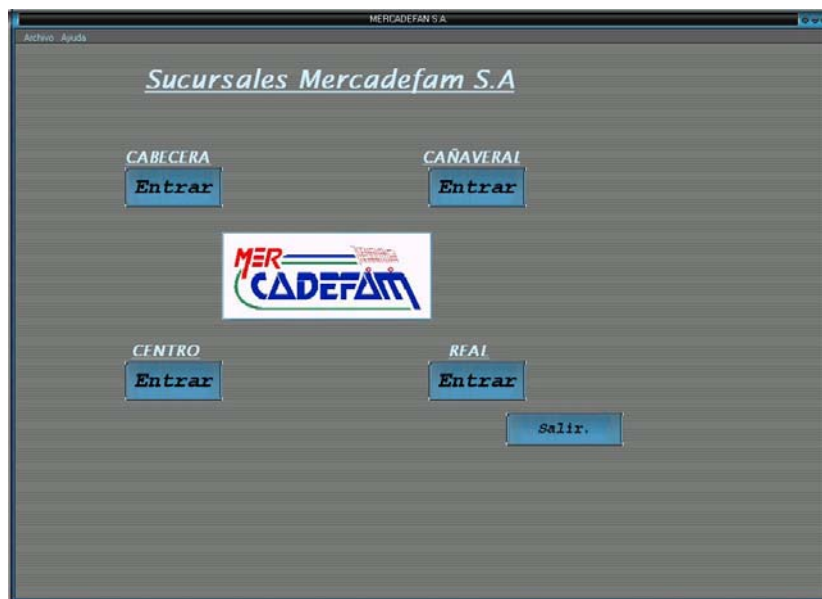 MERCADEFAN S.A
Archivo Ayuda
Sucursales Mercadefam S.A
CABECERA
CAÑAVERAL
Entrar
Entrar
MER
CADEFAM
CENTRO
REAL
Entrar
Entrar
Salir.